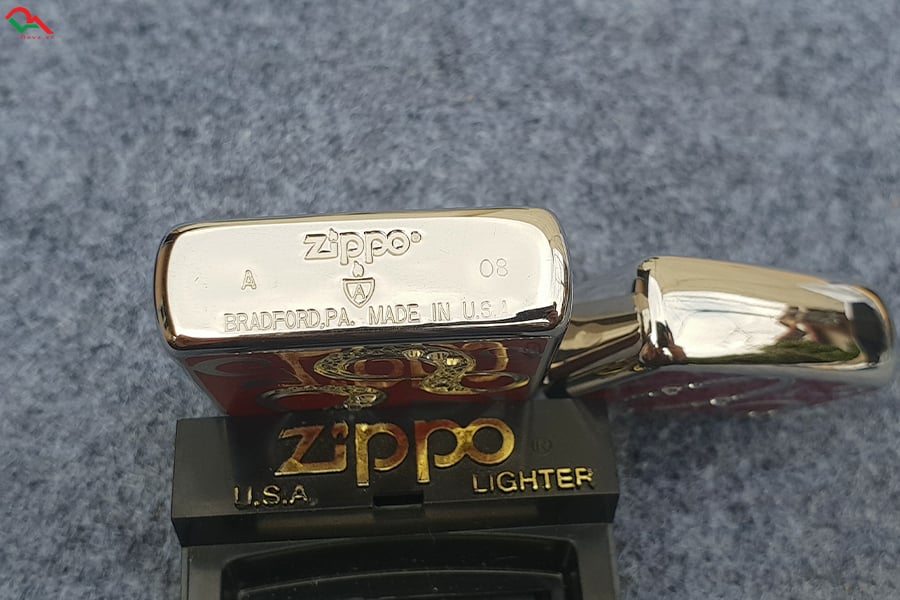 zippo®
A 08
A
BRADFORD,PA. MADE IN U.S.A
zippo
U.S.A LIGHTER